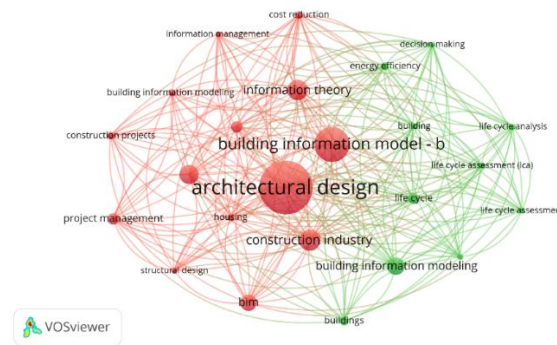 cost reduction
information management
decision making
energy efficiency
information theory
building information modeling
building
life cycle analysis
construction projects
building information model - b
life cycle assessment (lca)
architectural design
life cycle
life cycle assessment
project management
housing
construction industry
building information modeling
structural design
bim
buildings
VOSviewer